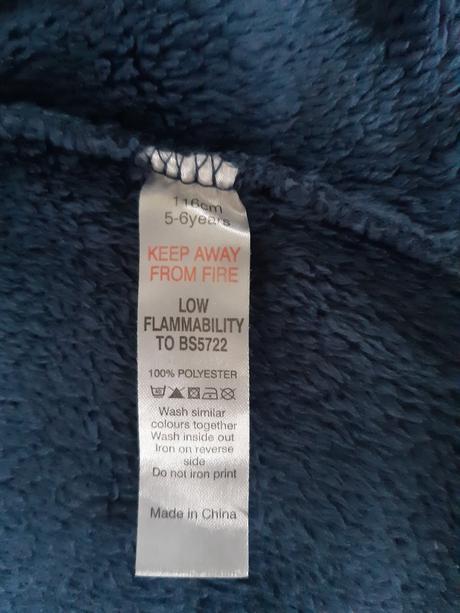 116cm
5-6years
KEEP AWAY
FROM FIRE
LOW
FLAMMABILITY
TO BS5722
100% POLYESTER
Wash similar
colours together
Wash inside out
Iron on reverse
side
Do not iron print
Made in China